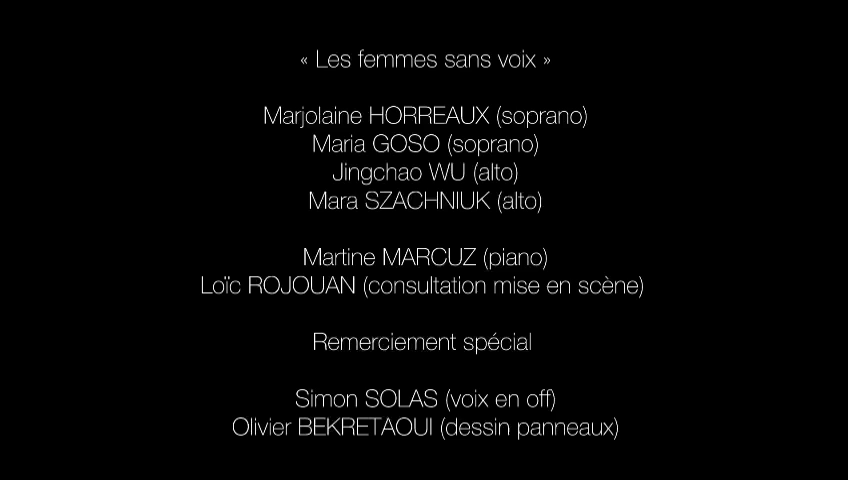 « Les femmes sans voix »
Marjolaine HORREAUX (soprano)
Maria GOSO (soprano)
Jingchao WU (alto)
Mara SZACHNIUK (alto)
Martine MARCUZ (piano)
Loïc ROJOUAN (consultation mise en scène)
Remerciement spécial
Simon SOLAS (voix en off)
Olivier BEKRETAOUI (dessin panneaux)